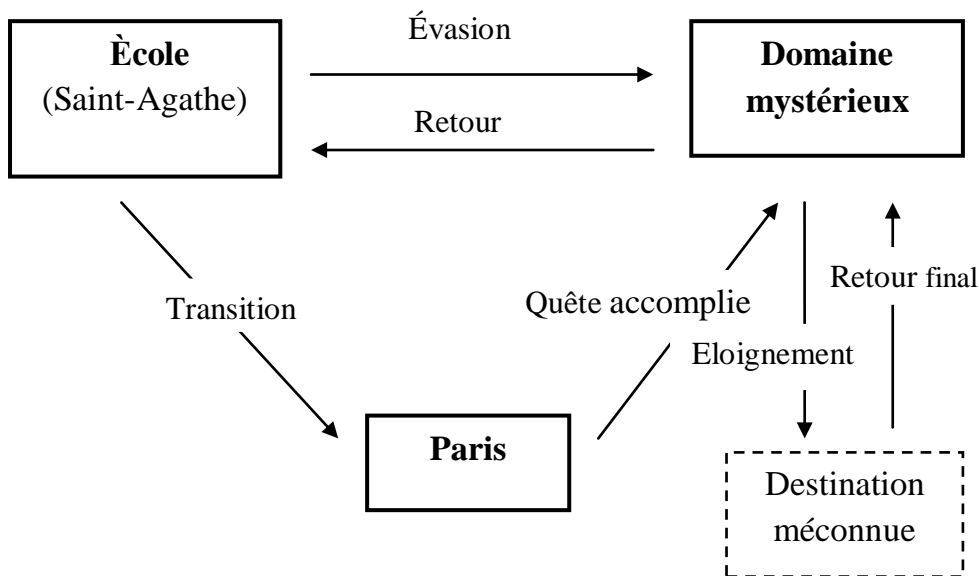 Évasion
Ècole
(Saint-Agathe)
Domaine
mystérieux
Retour
Transition
Quête accomplie
Retour final
Eloignement
Paris
Destination
méconnue